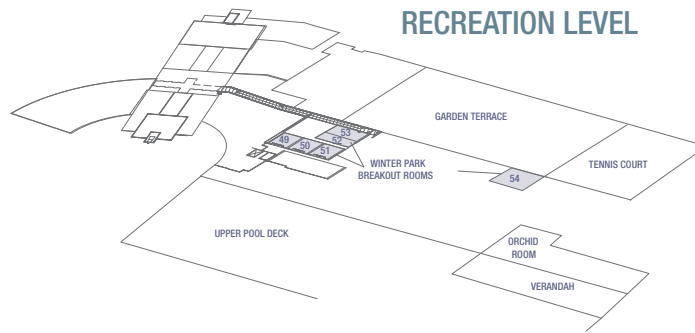 RECREATION LEVEL
GARDEN TERRACE
53
52
49
50
51
WINTER PARK
BREAKOUT ROOMS
TENNIS COURT
54
UPPER POOL DECK
ORCHID
ROOM
VERANDAH